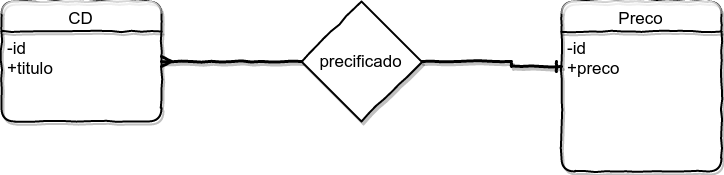 CD
-id
+titulo
precificado
Preco
-id
+preco